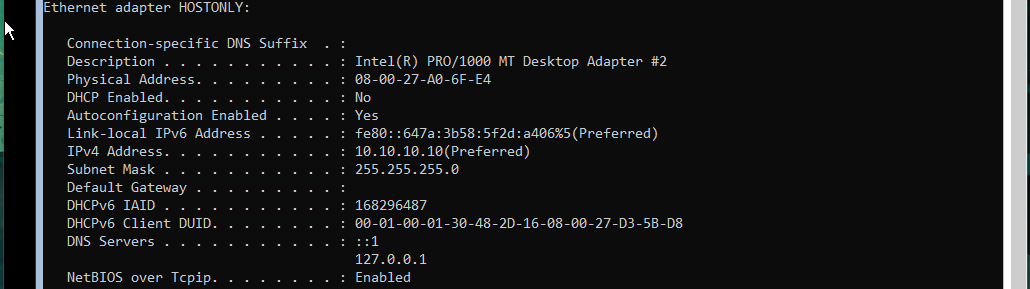 Ethernet adapter HOSTONLY:
Connection-specific DNS Suffix  . :
Description . . . . . . . . . . . : Intel(R) PRO/1000 MT Desktop Adapter #2
Physical Address. . . . . . . . . : 08-00-27-A0-6F-E4
DHCP Enabled. . . . . . . . . . . : No
Autoconfiguration Enabled . . . . : Yes
Link-local IPv6 Address . . . . . : fe80::647a:3b58:5f2d:a406%5(Preferred)
IPv4 Address. . . . . . . . . . . : 10.10.10.10(Preferred)
Subnet Mask . . . . . . . . . . . : 255.255.255.0
Default Gateway . . . . . . . . . :
DHCPv6 IAID . . . . . . . . . . . : 168296487
DHCPv6 Client DUID. . . . . . . . : 00-01-00-01-30-48-2D-16-08-00-27-D3-5B-D8
DNS Servers . . . . . . . . . . . : ::1
127.0.0.1
NetBIOS over Tcpip. . . . . . . . : Enabled